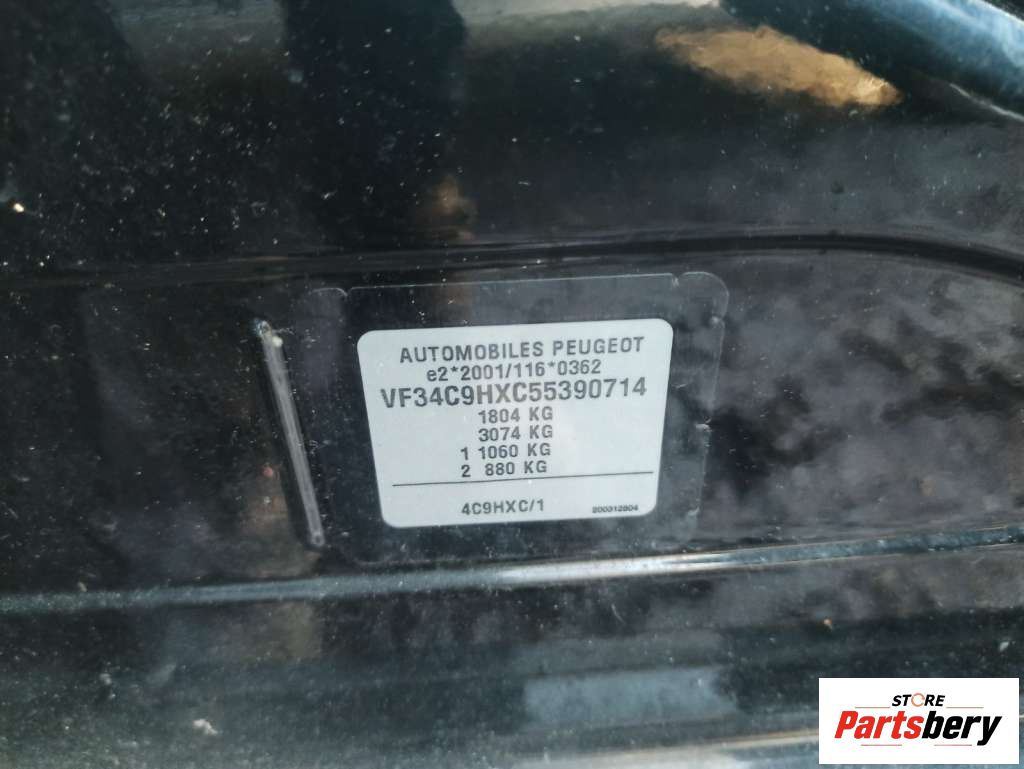 AUTOMOBILES PEUGEOT
e2*2001/116*0362
VF34C9HXC55390714
1804 KG
3074 KG
1 1060 KG
2 880 KG
4C9HXC/1 200312804
STORE
Partsbery